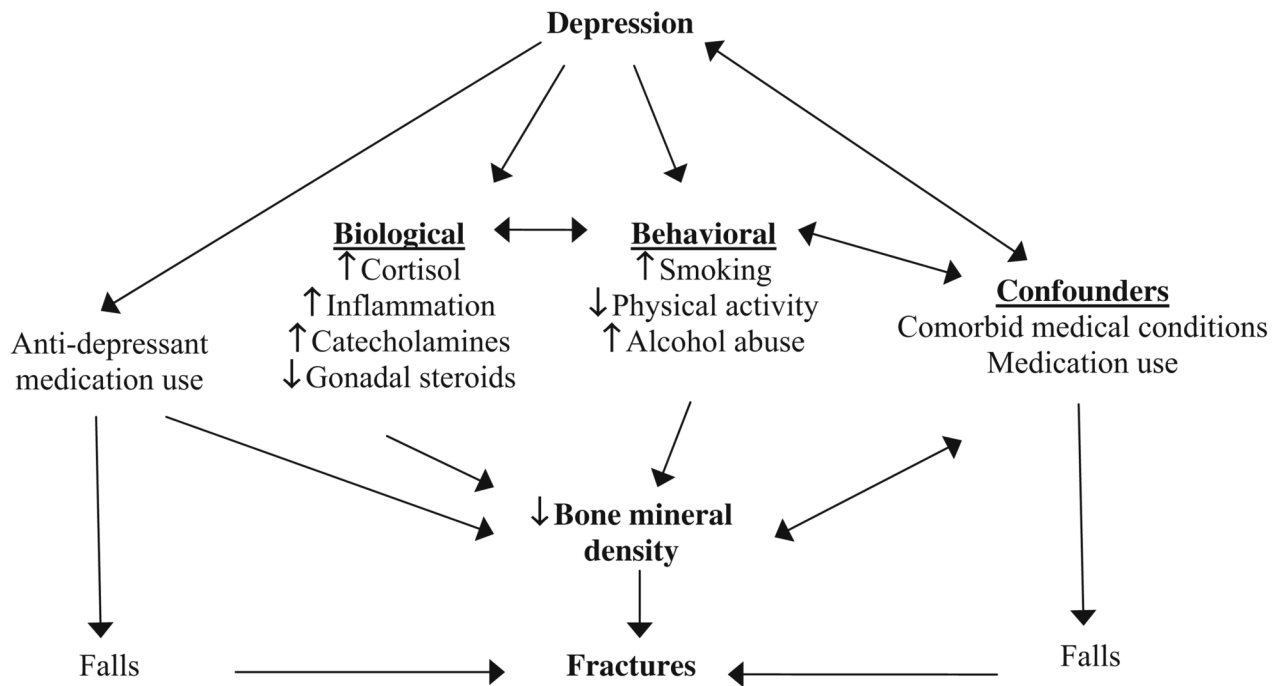 Depression
Biological
↑Cortisol
↑Inflammation
↑Catecholamines
↓Gonadal steroids
Behavioral
↑Smoking
↓Physical activity
↑Alcohol abuse
Confounders
Comorbid medical conditions
Medication use
Anti-depressant
medication use
↓Bone mineral
density
Falls
Fractures
Falls